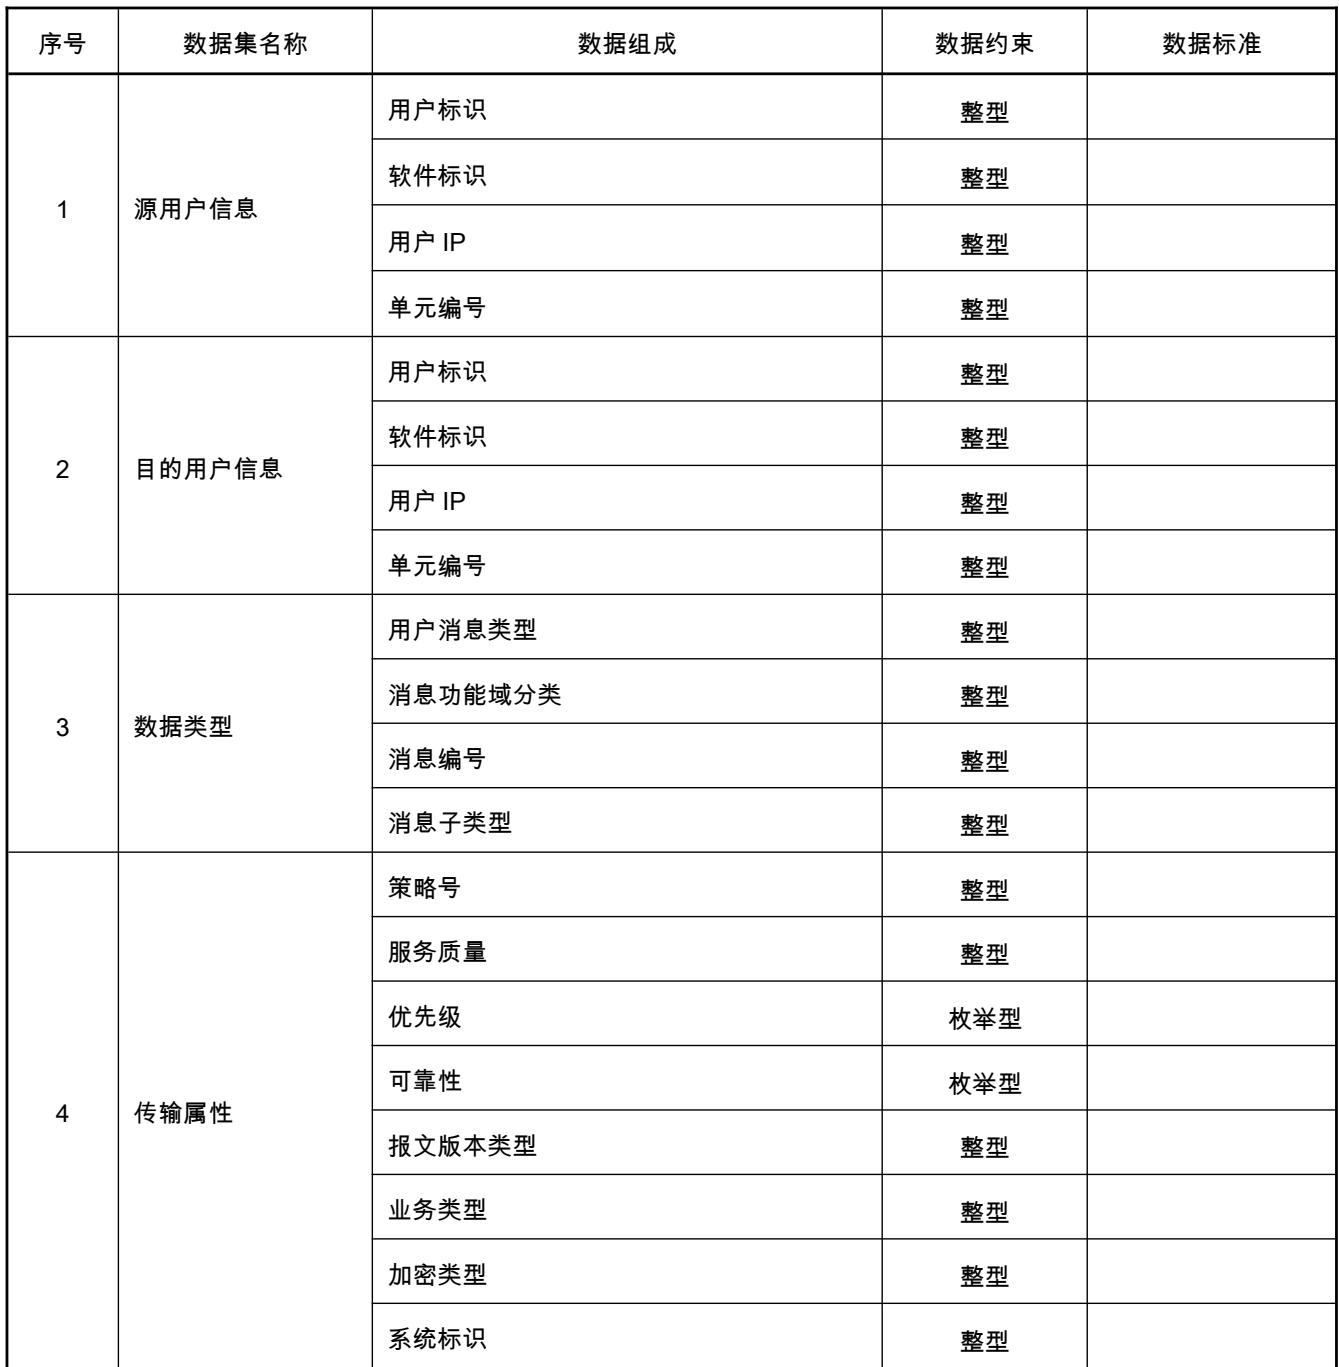 序号 数据集名称 数据组成 数据约束 数据标准
用户标识 整型
软件标识 整型
1 源用户信息
用户 IP 整型
单元编号 整型
用户标识 整型
软件标识 整型
2 目的用户信息
用户 IP 整型
单元编号 整型
用户消息类型 整型
消息功能域分类 整型
3 数据类型
消息编号 整型
消息子类型 整型
策略号 整型
服务质量 整型
优先级 枚举型
可靠性 枚举型
4 传输属性
报文版本类型 整型
业务类型 整型
加密类型 整型
系统标识 整型